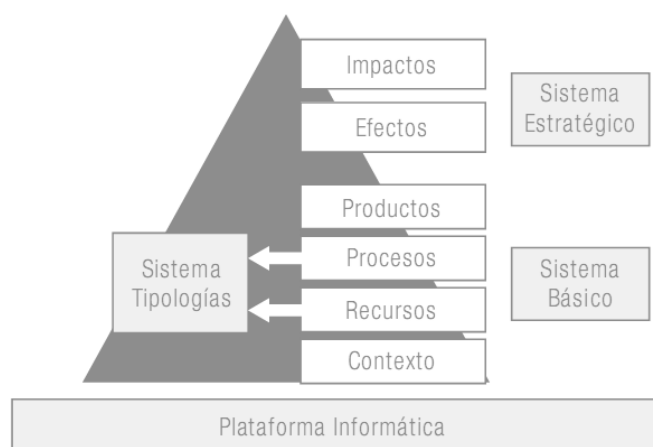 Impactos
Sistema
Estratégico
Efectos
Productos
Sistema
Tipologías
Procesos
Sistema
Básico
Recursos
Contexto
Plataforma Informática